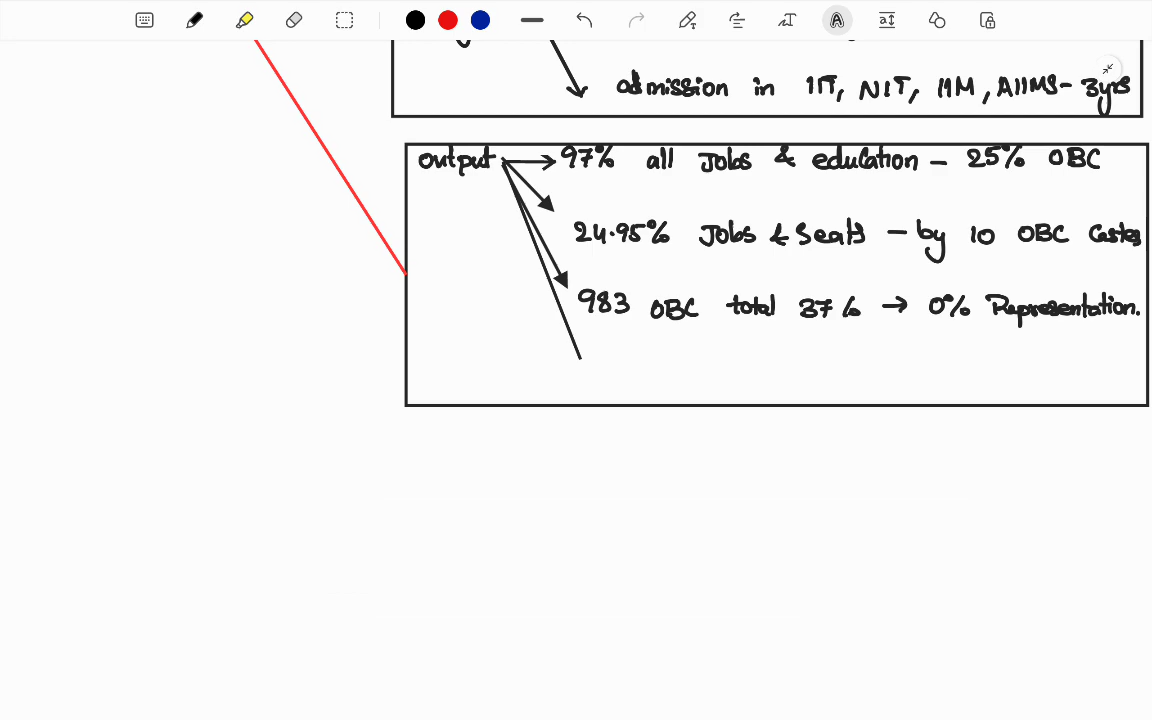 admission in IIT, NIT, IIM, AIIMS - 3yrs
output → 97% all Jobs & education - 25% OBC
24.95% Jobs & Seats - by 10 OBC Castes
983 OBC total 37% → 0% Representation.